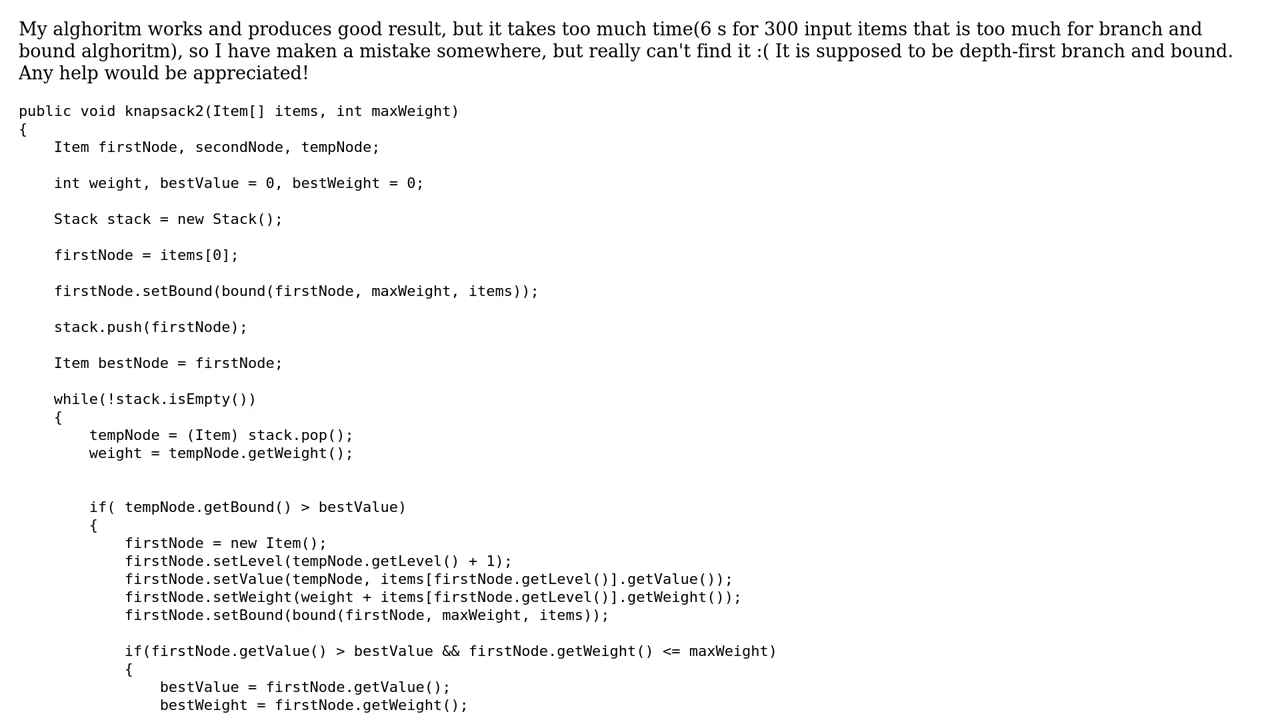 My alghoritm works and produces good result, but it takes too much time(6 s for 300 input items that is too much for branch and
bound alghoritm), so I have maken a mistake somewhere, but really can't find it :( It is supposed to be depth-first branch and bound.
Any help would be appreciated!
public void knapsack2(Item[] items, int maxWeight)
{
    Item firstNode, secondNode, tempNode;
    int weight, bestValue = 0, bestWeight = 0;
    Stack stack = new Stack();
    firstNode = items[0];
    firstNode.setBound(bound(firstNode, maxWeight, items));
    stack.push(firstNode);
    Item bestNode = firstNode;
    while(!stack.isEmpty())
    {
        tempNode = (Item) stack.pop();
        weight = tempNode.getWeight();
        if( tempNode.getBound() > bestValue)
        {
            firstNode = new Item();
            firstNode.setLevel(tempNode.getLevel() + 1);
            firstNode.setValue(tempNode, items[firstNode.getLevel()].getValue());
            firstNode.setWeight(weight + items[firstNode.getLevel()].getWeight());
            firstNode.setBound(bound(firstNode, maxWeight, items));
            if(firstNode.getValue() > bestValue && firstNode.getWeight() <= maxWeight)
            {
                bestValue = firstNode.getValue();
                bestWeight = firstNode.getWeight();